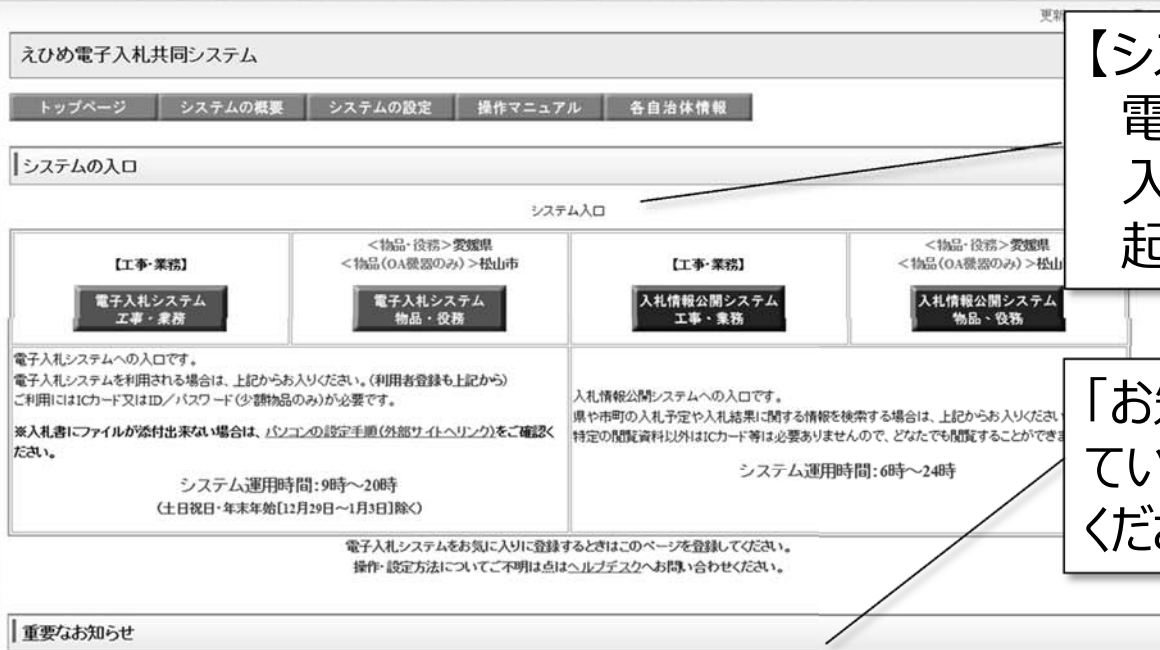 更新
えひめ電子入札共同システム
トップページ
システムの概要
システムの設定
操作マニュアル
各自治体情報
システムの入口
システム入口
【工事・業務】
<物品・役務>愛媛県
<物品(OA機器のみ)>松山市
【工事・業務】
<物品・役務>愛媛県
<物品(OA機器のみ)>松山
電子入札システム
工事・業務
電子入札システム
物品・役務
入札情報公開システム
工事・業務
入札情報公開システム
物品、役務
電子入札システムへの入口です。
電子入札システムを利用される場合は、上記からお入りください。(利用者登録も上記から)
ご利用にはICカード又はID/パスワード(少額物品のみ)が必要です。
※入札書にファイルが添付出来ない場合は、パソコンの設定手順(外部サイトへリンク)をご確認く
ださい。
システム運用時間:9時～20時
(土日祝日・年末年始[12月29日～1月3日]除く)
入札情報公開システムへの入口です。
県や市町の入札予定や入札結果に関する情報を検索する場合は、上記からお入りください
特定の閲覧資料以外はICカード等は必要ありませんので、どなたでも閲覧することができま
システム運用時間:6時～24時
電子入札システムをお気に入りに登録するときはこのページを登録してください。
操作・設定方法についてご不明は点はヘルプデスクへお問い合わせください。
重要なお知らせ
【シス
電
入
起
「お知
てい
くださ